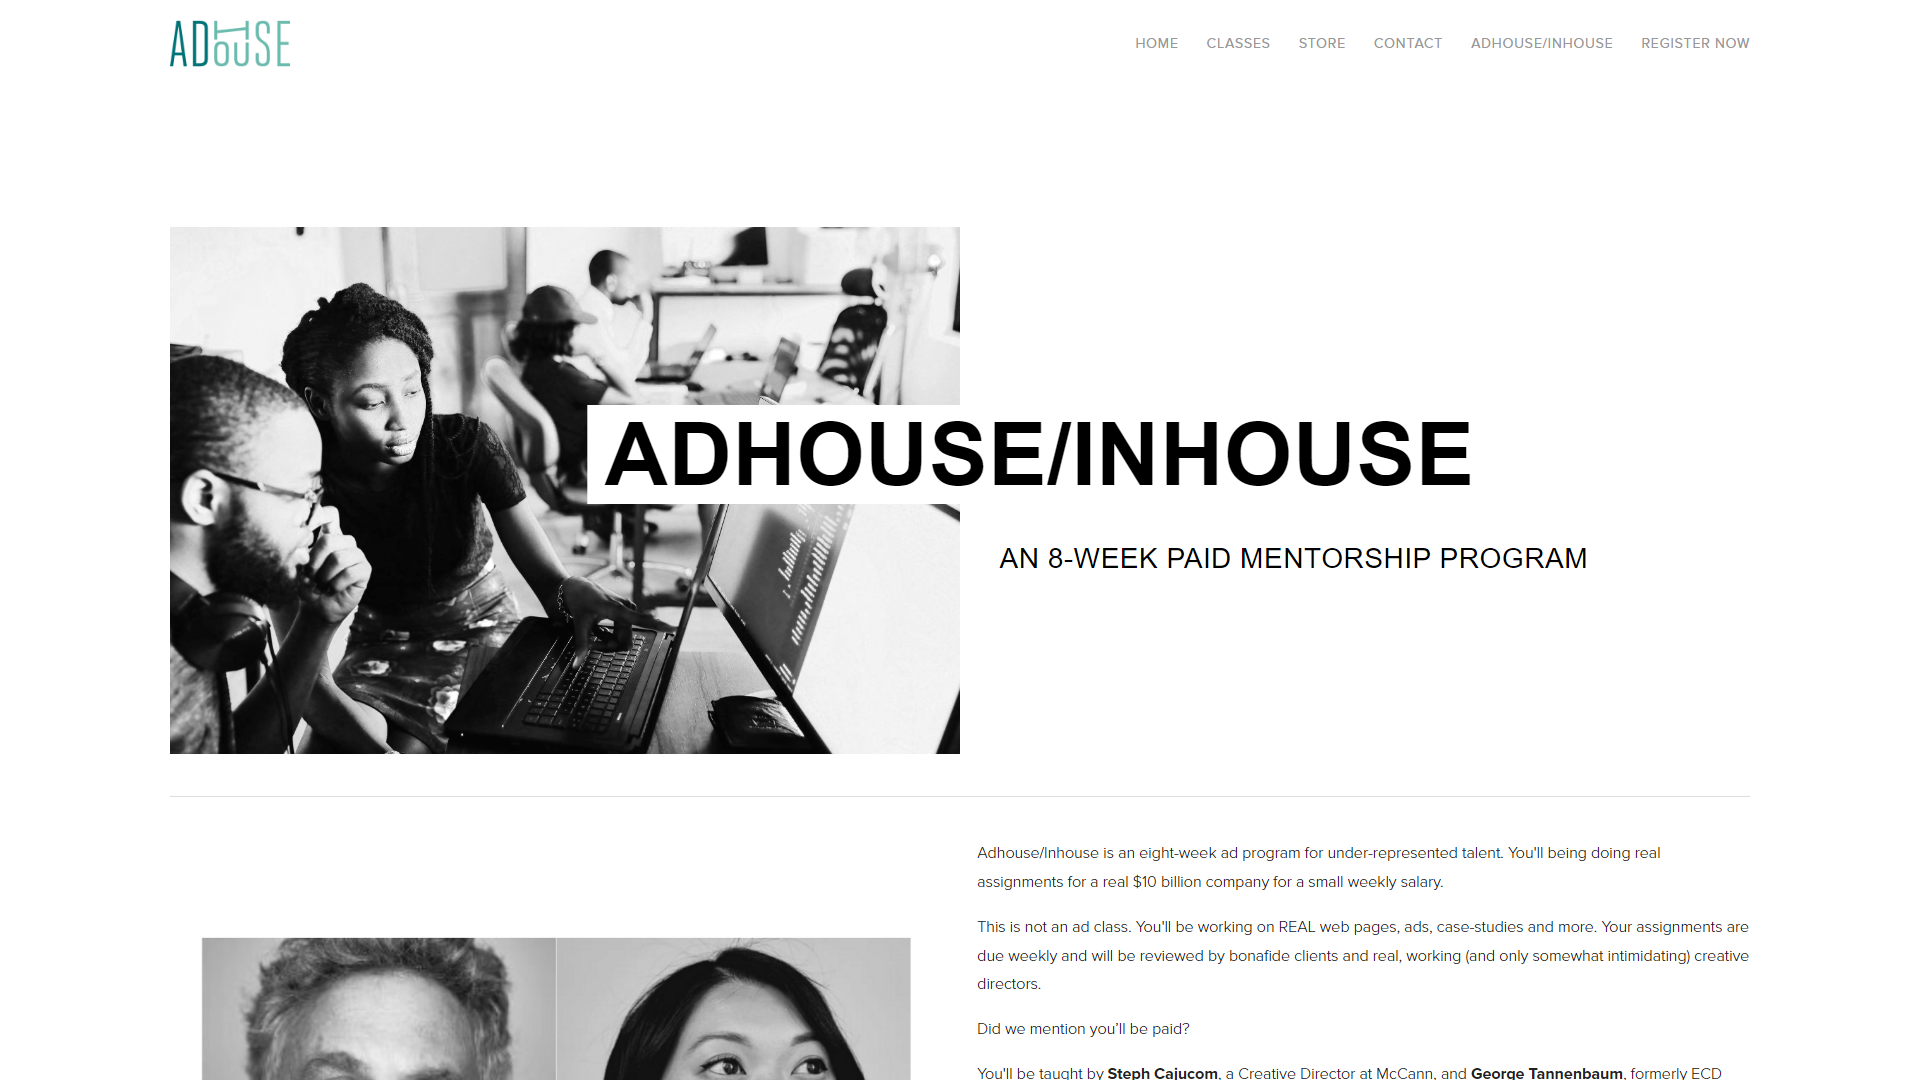 ADHOUSE
HOME CLASSES STORE CONTACT ADHOUSE/INHOUSE REGISTER NOW
ADHOUSE/INHOUSE
AN 8-WEEK PAID MENTORSHIP PROGRAM
Adhouse/Inhouse is an eight-week ad program for under-represented talent. You'll being doing real
assignments for a real $10 billion company for a small weekly salary.
This is not an ad class. You'll be working on REAL web pages, ads, case-studies and more. Your assignments are
due weekly and will be reviewed by bonafide clients and real, working (and only somewhat intimidating) creative
directors.
Did we mention you’ll be paid?
You'll be taught by Steph Cajucom, a Creative Director at McCann, and George Tannenbaum, formerly ECD